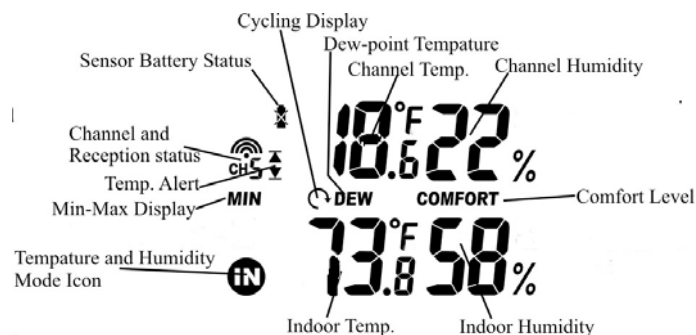 Cycling Display
Dew-point Tempature
Sensor Battery Status
Channel Temp.
Channel Humidity
°F
22
%
Channel and
Reception status
CH5
Temp. Alert
Min-Max Display
MIN
DEW
COMFORT
Comfort Level
73.8 °F
58
%
Tempature and Humidity
Mode Icon
iN
Indoor Temp.
Indoor Humidity